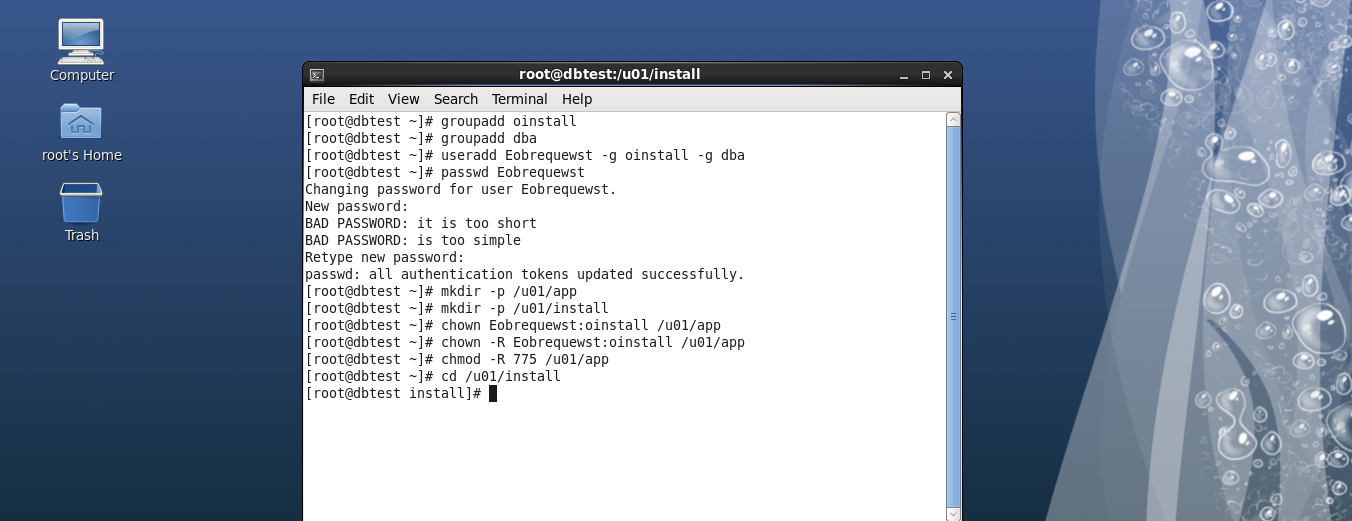 Computer
root's Home
Trash
root@dbtest:/u01/install
File Edit View Search Terminal Help
[root@dbtest ~]# groupadd oinstall
[root@dbtest ~]# groupadd dba
[root@dbtest ~]# useradd Eobrequewst -g oinstall -g dba
[root@dbtest ~]# passwd Eobrequewst
Changing password for user Eobrequewst.
New password:
BAD PASSWORD: it is too short
BAD PASSWORD: is too simple
Retype new password:
passwd: all authentication tokens updated successfully.
[root@dbtest ~]# mkdir -p /u01/app
[root@dbtest ~]# mkdir -p /u01/install
[root@dbtest ~]# chown Eobrequewst:oinstall /u01/app
[root@dbtest ~]# chown -R Eobrequewst:oinstall /u01/app
[root@dbtest ~]# chmod -R 775 /u01/app
[root@dbtest ~]# cd /u01/install
[root@dbtest install]#